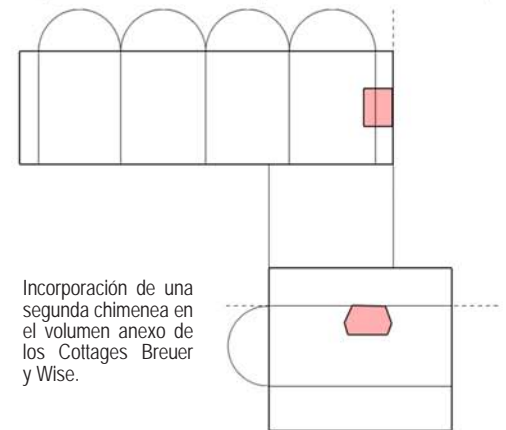 Incorporación de una
segunda chimenea en
el volumen anexo de
los Cottages Breuer
y Wise.